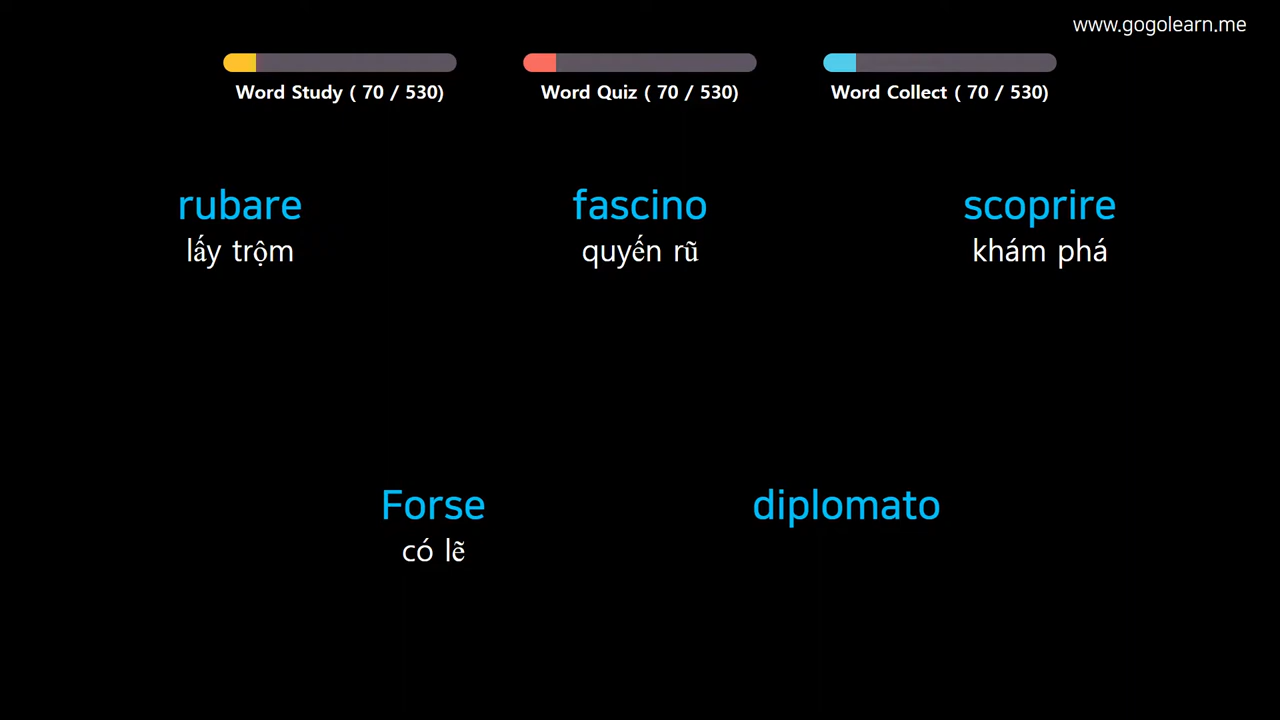 www.gogolearn.me
Word Study ( 70 / 530)
Word Quiz ( 70 / 530)
Word Collect ( 70 / 530)
rubare
lấy trộm
fascino
quyến rũ
scoprire
khám phá
Forse
có lẽ
diplomato